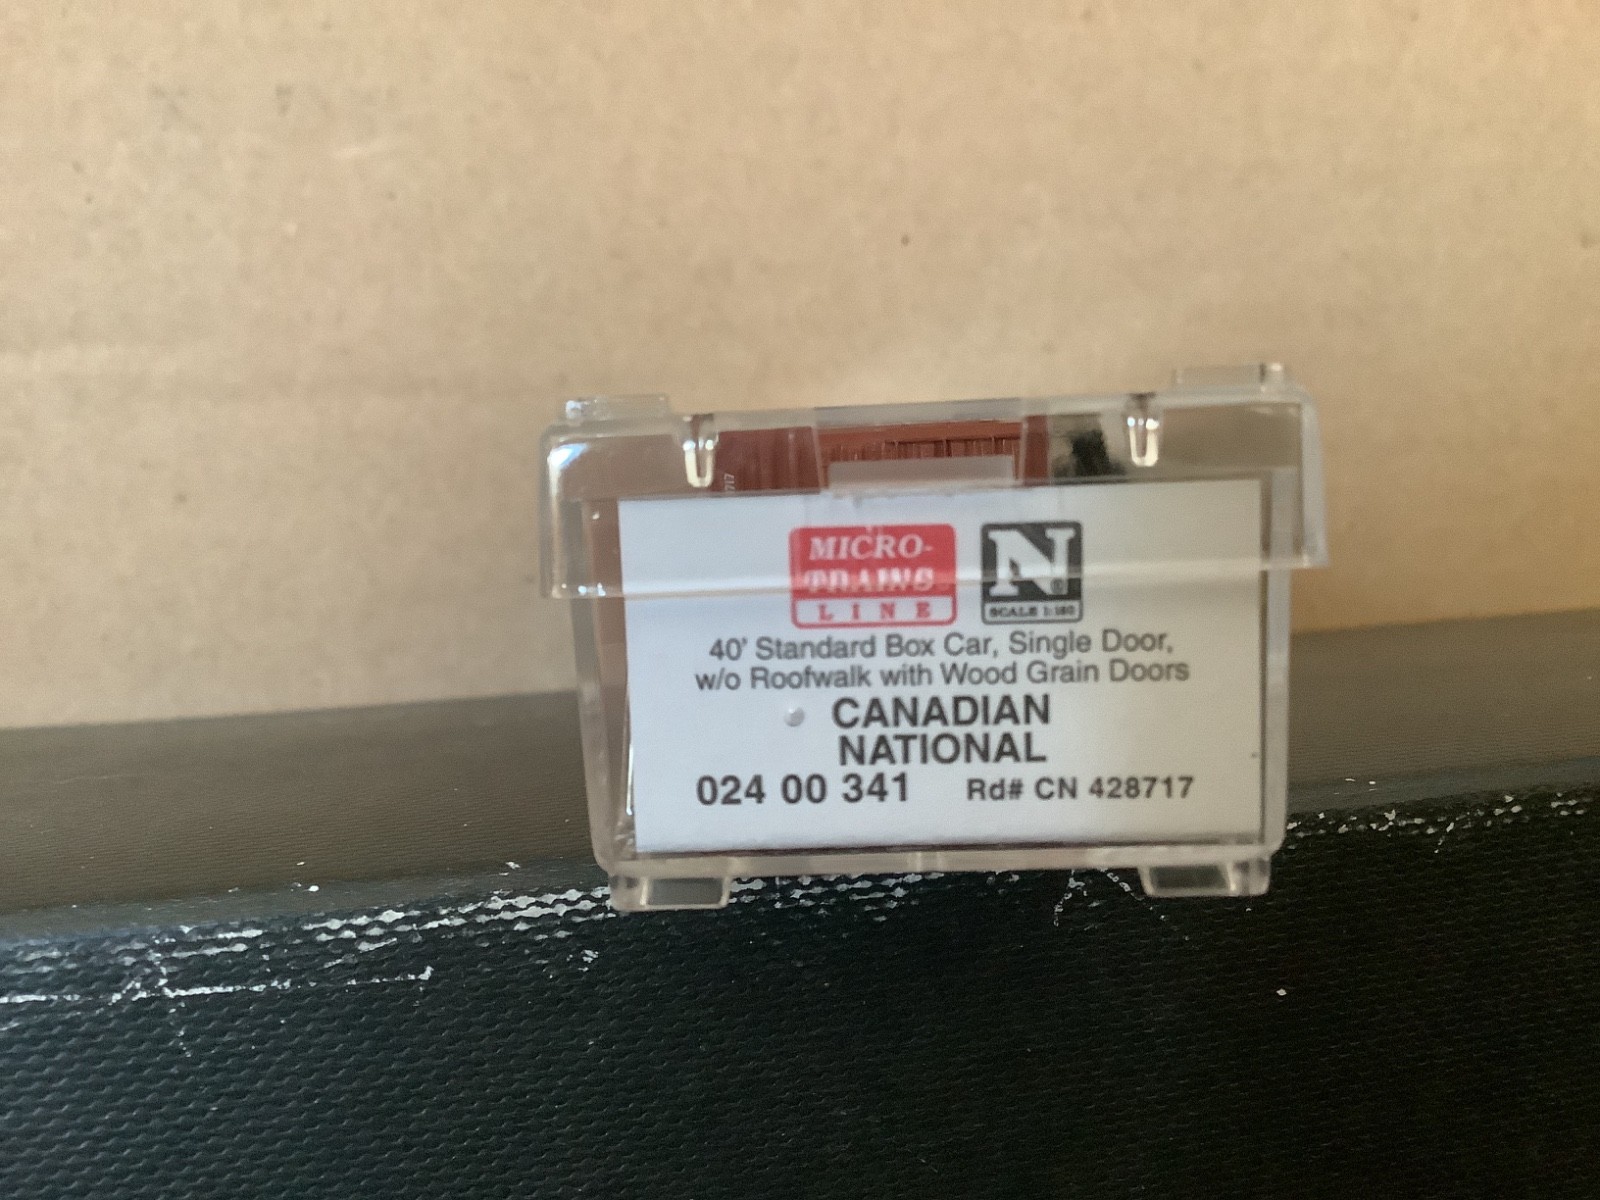 717
MICRO-
TRAINS
LINE
N®
SCALE 1:160
40' Standard Box Car, Single Door,
w/o Roofwalk with Wood Grain Doors
CANADIAN
NATIONAL
024 00 341 Rd# CN 428717